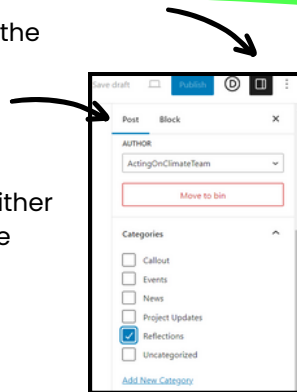 the
Save draft Publish
Post Block
AUTHOR
ActingOnClimateTeam
Move to bin
ither
e
Categories
Callout
Events
News
Project Updates
Reflections
Uncategorized
Add New Category